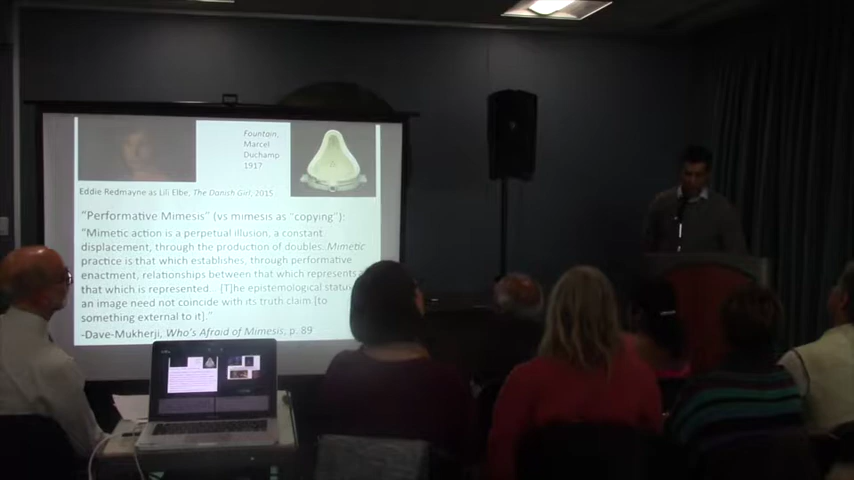 Fountain,
Marcel
Duchamp
1917
Eddie Redmayne as Lili Elbe, The Danish Girl, 2015
"Performative Mimesis" (vs mimesis as "copying"):
"Mimetic action is a perpetual illusion, a constant
displacement, through the production of doubles. Mimetic
practice is that which establishes, through performative
enactment, relationships between that which represents a
that which is represented...[T]he epistemological status
an image need not coincide with its truth claim [to
something external to it]."
-Dave-Mukherji, Who's Afraid of Mimesis, p. 89